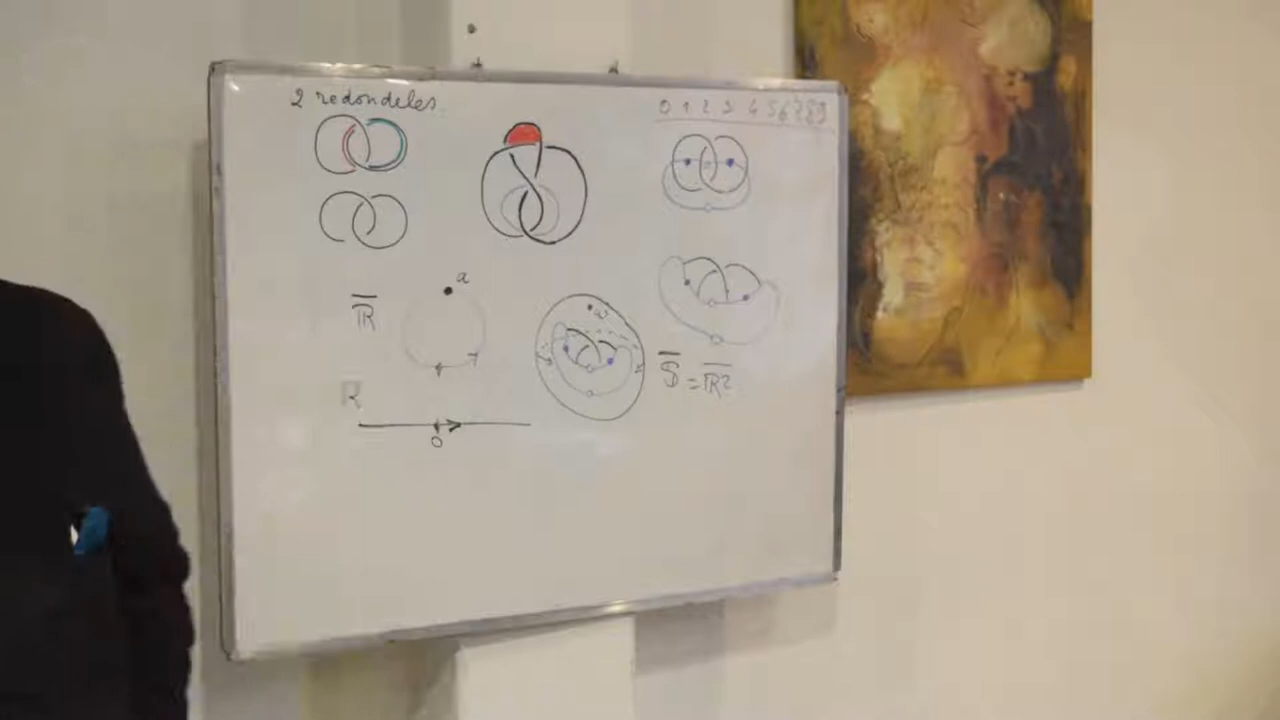 2 redondeles
0 1 2 3 4 5 6 7 8 9
a
R̅
ω
S̅ = R̅²
R
0